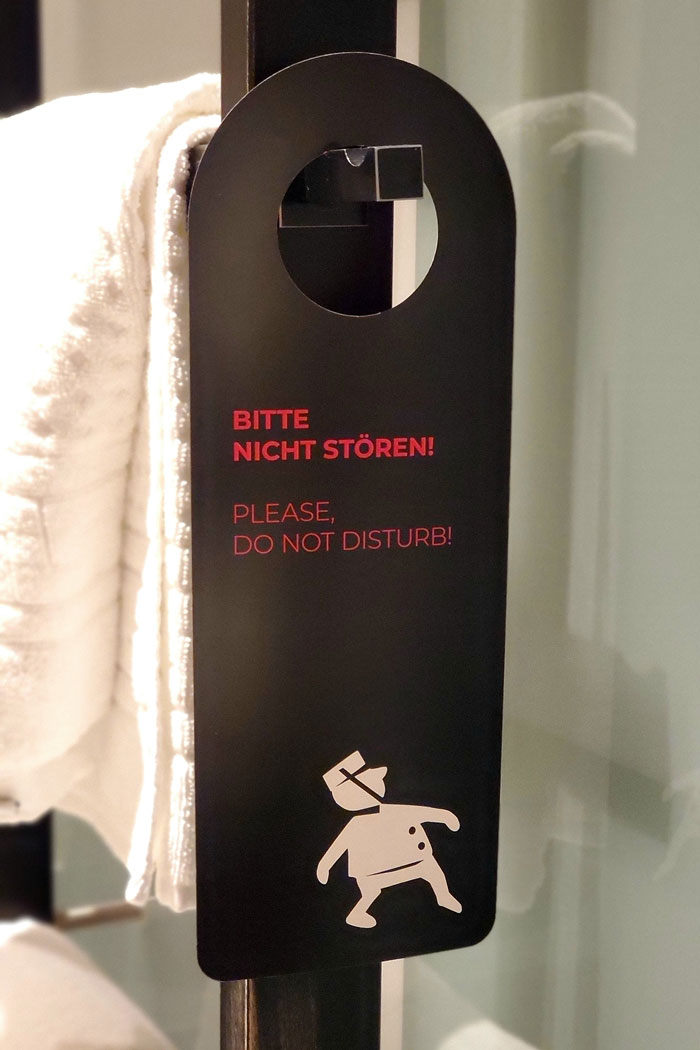 BITTE
NICHT STÖREN!
PLEASE,
DO NOT DISTURB!